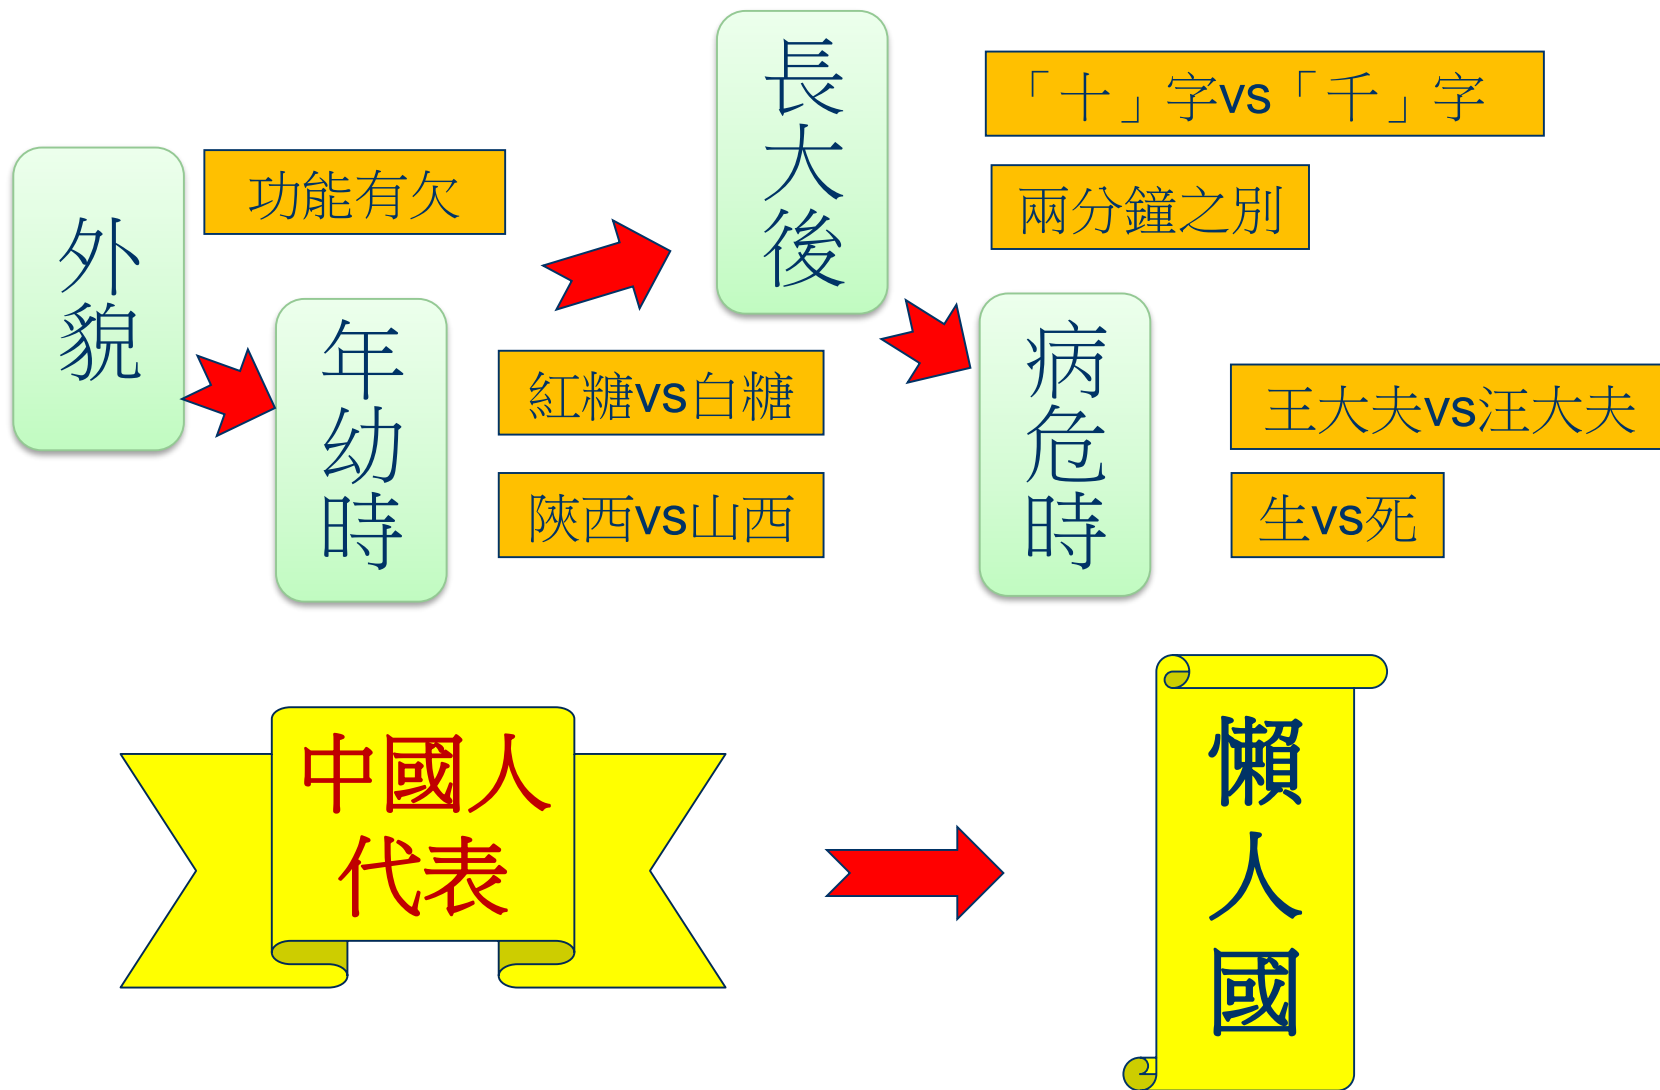 外貌
功能有欠
年幼時
紅糖vs白糖
陝西vs山西
長大後
「十」字vs「千」字
兩分鐘之別
病危時
王大夫vs汪大夫
生vs死
中國人
代表
懶人國